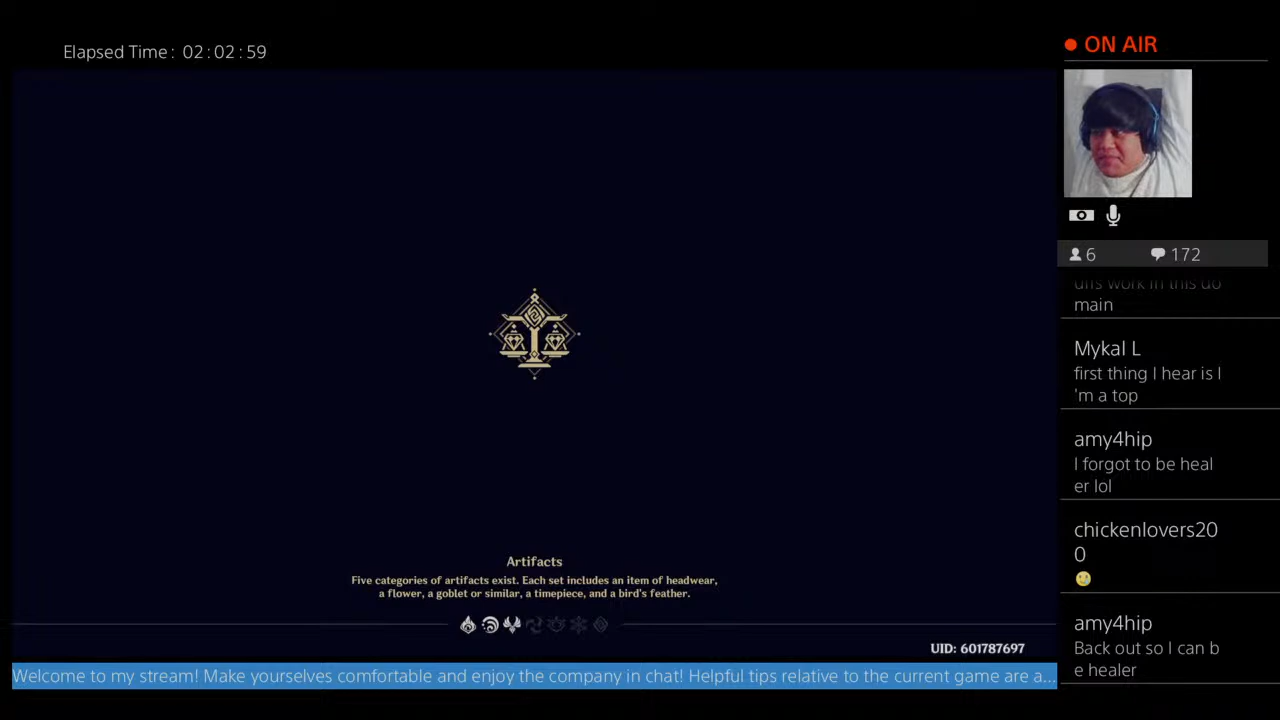 Elapsed Time: 02:02:59
ON AIR
6
172
main
Mykal L
first thing I hear is I
'm a top
amy4hip
I forgot to be heal
er lol
chickenlovers20
0
amy4hip
Back out so I can b
e healer
Artifacts
Five categories of artifacts exist. Each set includes an item of headwear,
a flower, a goblet or similar, a timepiece, and a bird's feather.
UID: 601787697
Welcome to my stream! Make yourselves comfortable and enjoy the company in chat! Helpful tips relative to the current game are a...